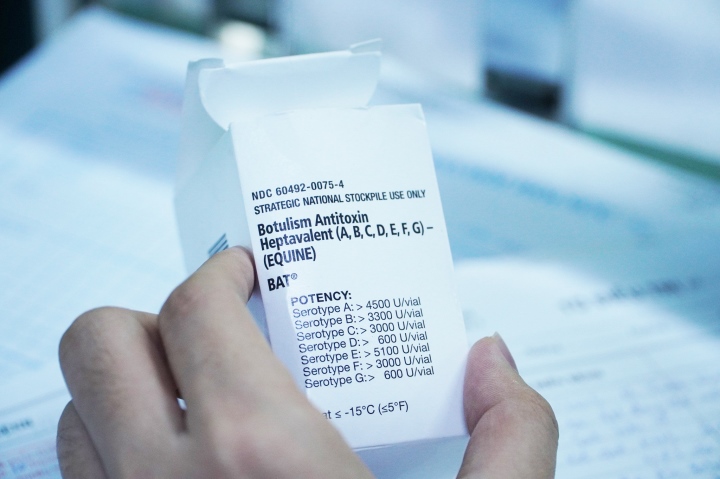 NDC 60492-0075-4
STRATEGIC NATIONAL STOCKPILE USE ONLY
Botulism Antitoxin
Heptavalent (A, B, C, D, E, F, G) –
(EQUINE)
BAT®
POTENCY:
Serotype A: > 4500 U/vial
Serotype B: > 3300 U/vial
Serotype C: > 3000 U/vial
Serotype D: > 600 U/vial
Serotype E: > 5100 U/vial
Serotype F: > 3000 U/vial
Serotype G: > 600 U/vial
at ≤ -15°C (≤5°F)